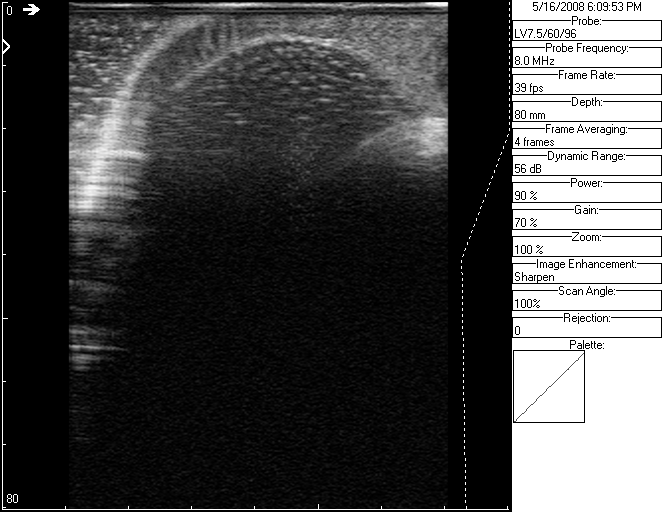 0
80
5/16/2008 6:09:53 PM
Probe:
LV7.5/60/96
Probe Frequency:
8.0 MHz
Frame Rate:
39 fps
Depth:
80 mm
Frame Averaging:
4 frames
Dynamic Range:
56 dB
Power:
90 %
Gain:
70 %
Zoom:
100 %
Image Enhancement:
Sharpen
Scan Angle:
100%
Rejection:
0
Palette: